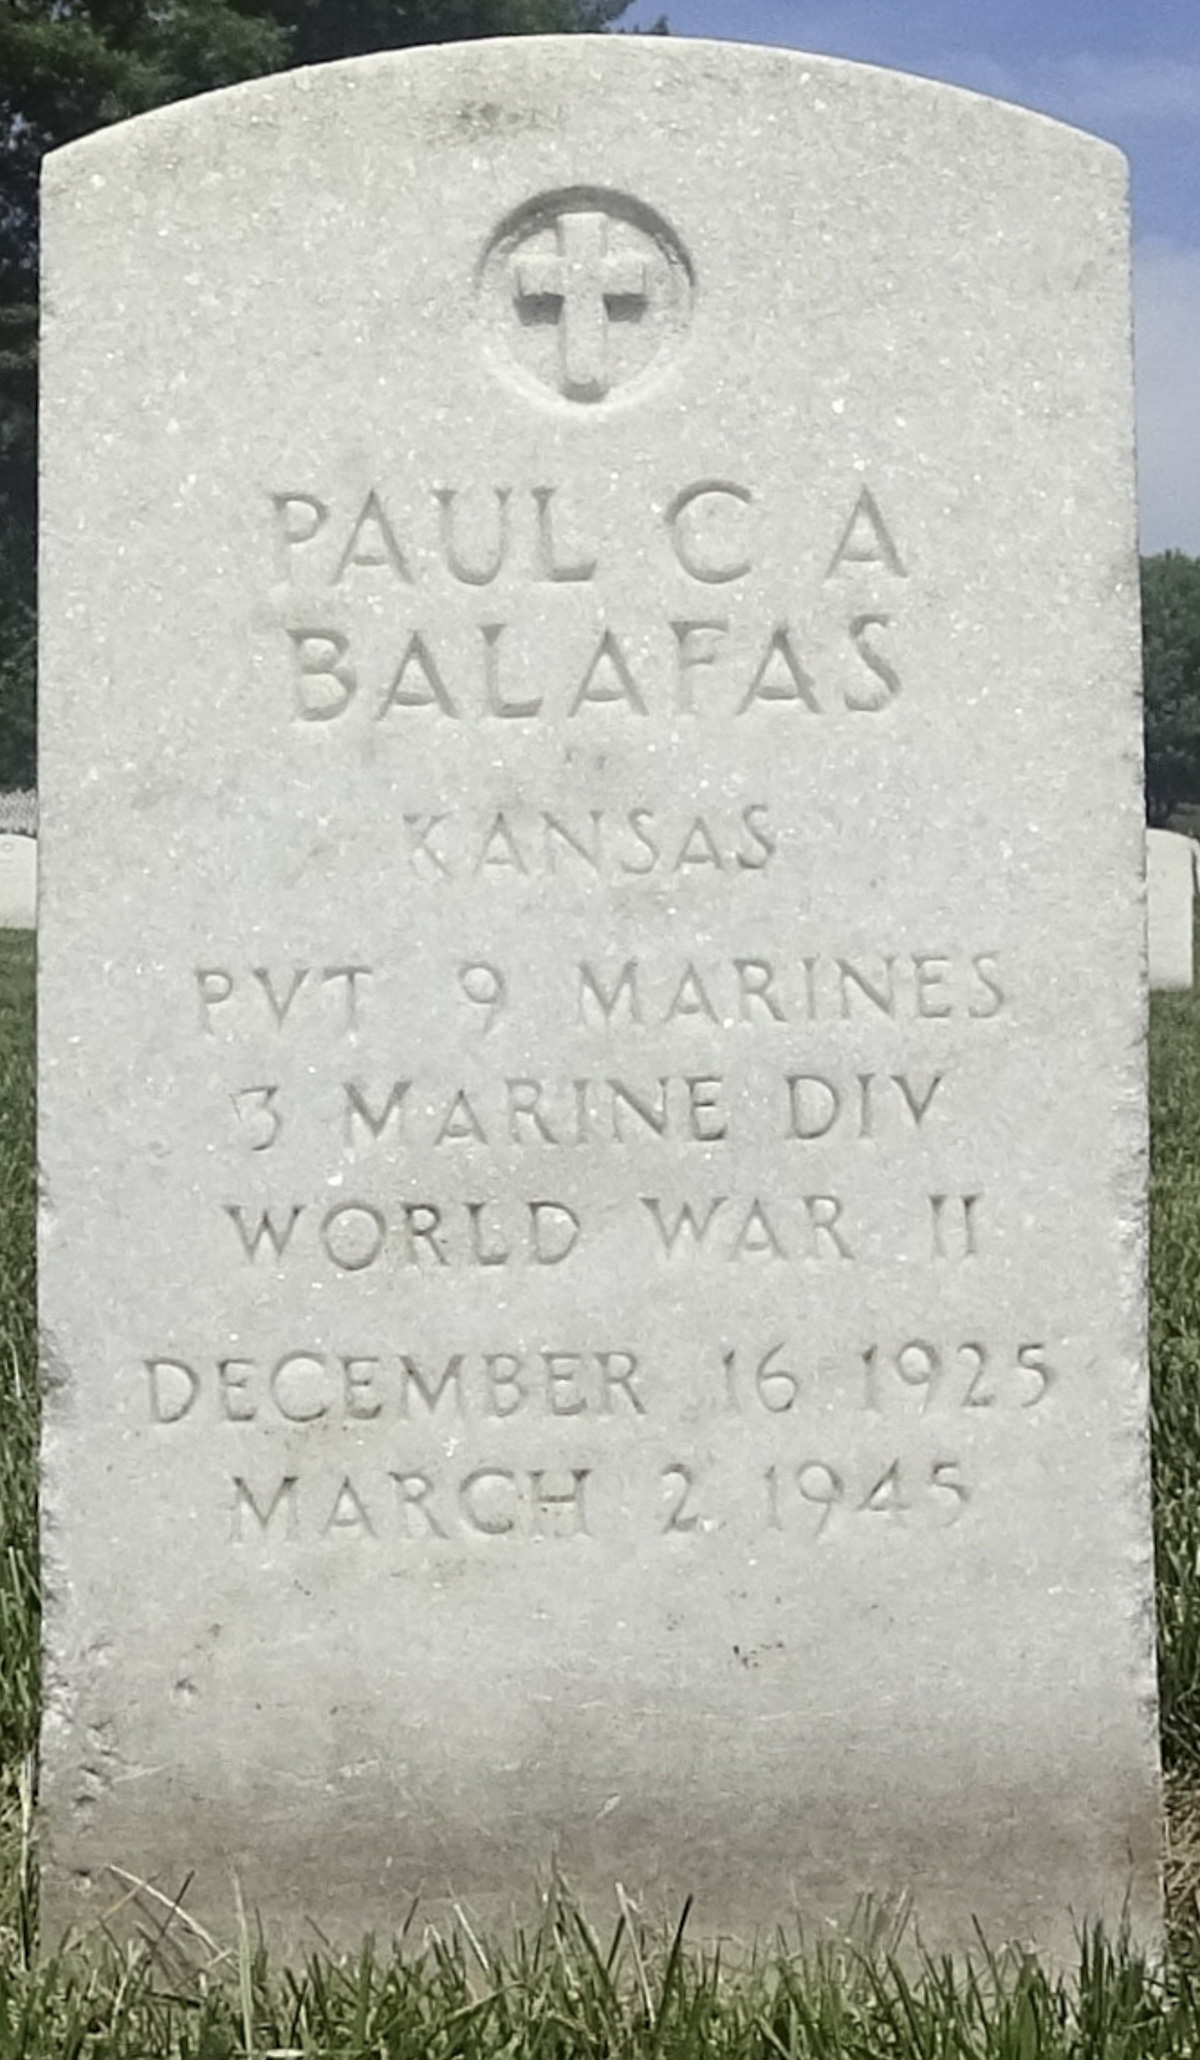 PAUL C A
BALAFAS
KANSAS
PVT 9 MARINES
3 MARINE DIV
WORLD WAR II
DECEMBER 16 1925
MARCH 2 1945